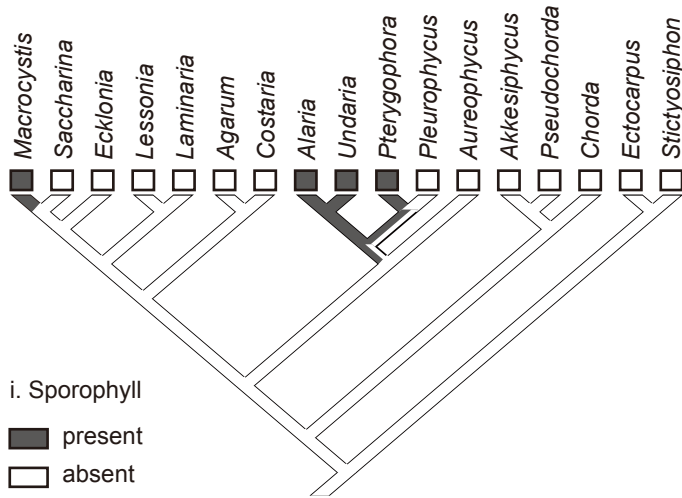 Macrocystis
Saccharina
Ecklonia
Lessonia
Laminaria
Agarum
Costaria
Alaria
Undaria
Pterygophora
Pleurophycus
Aureophycus
Akkesiphycus
Pseudochorda
Chorda
Ectocarpus
Stictyosiphon
i. Sporophyll
present
absent